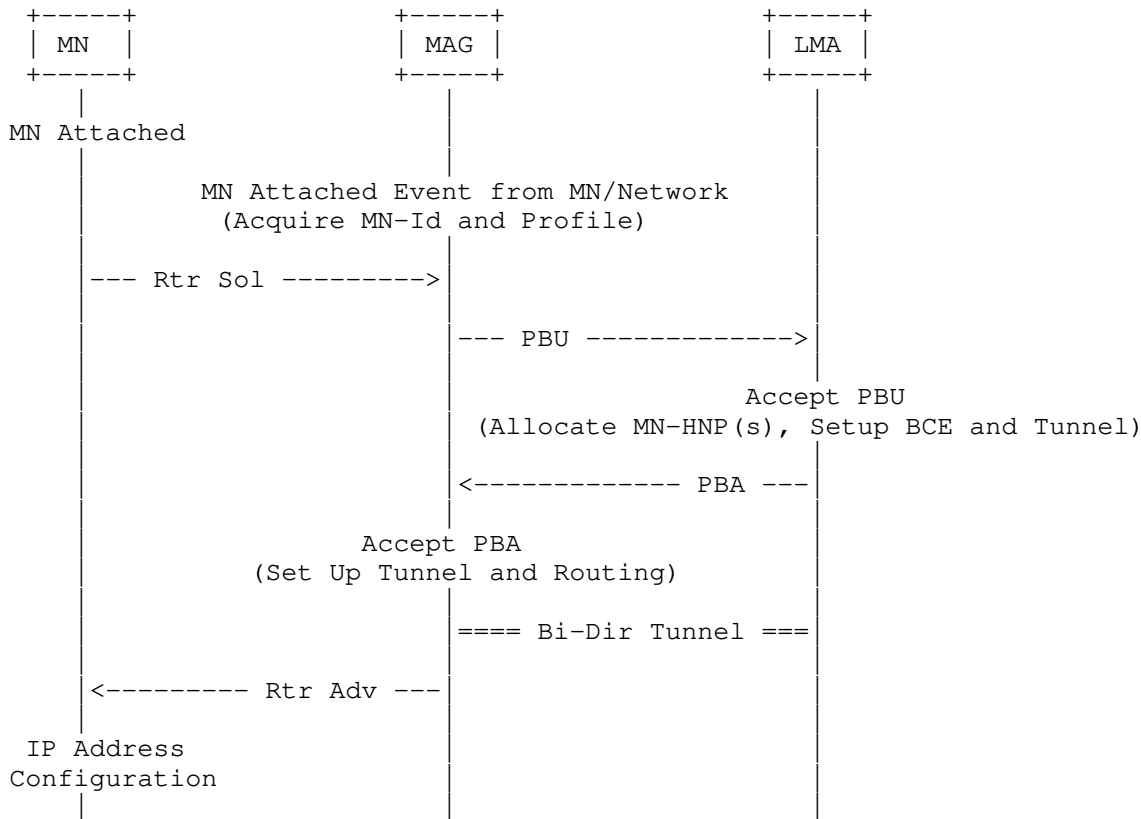 MN MAG LMA
MN Attached
MN Attached Event from MN/Network
(Acquire MN-Id and Profile)
--- Rtr Sol --------->
--- PBU ------------->
Accept PBU
(Allocate MN-HNP(s), Setup BCE and Tunnel)
<------------- PBA ---
Accept PBA
(Set Up Tunnel and Routing)
==== Bi-Dir Tunnel ===
<--------- Rtr Adv ---
IP Address
Configuration